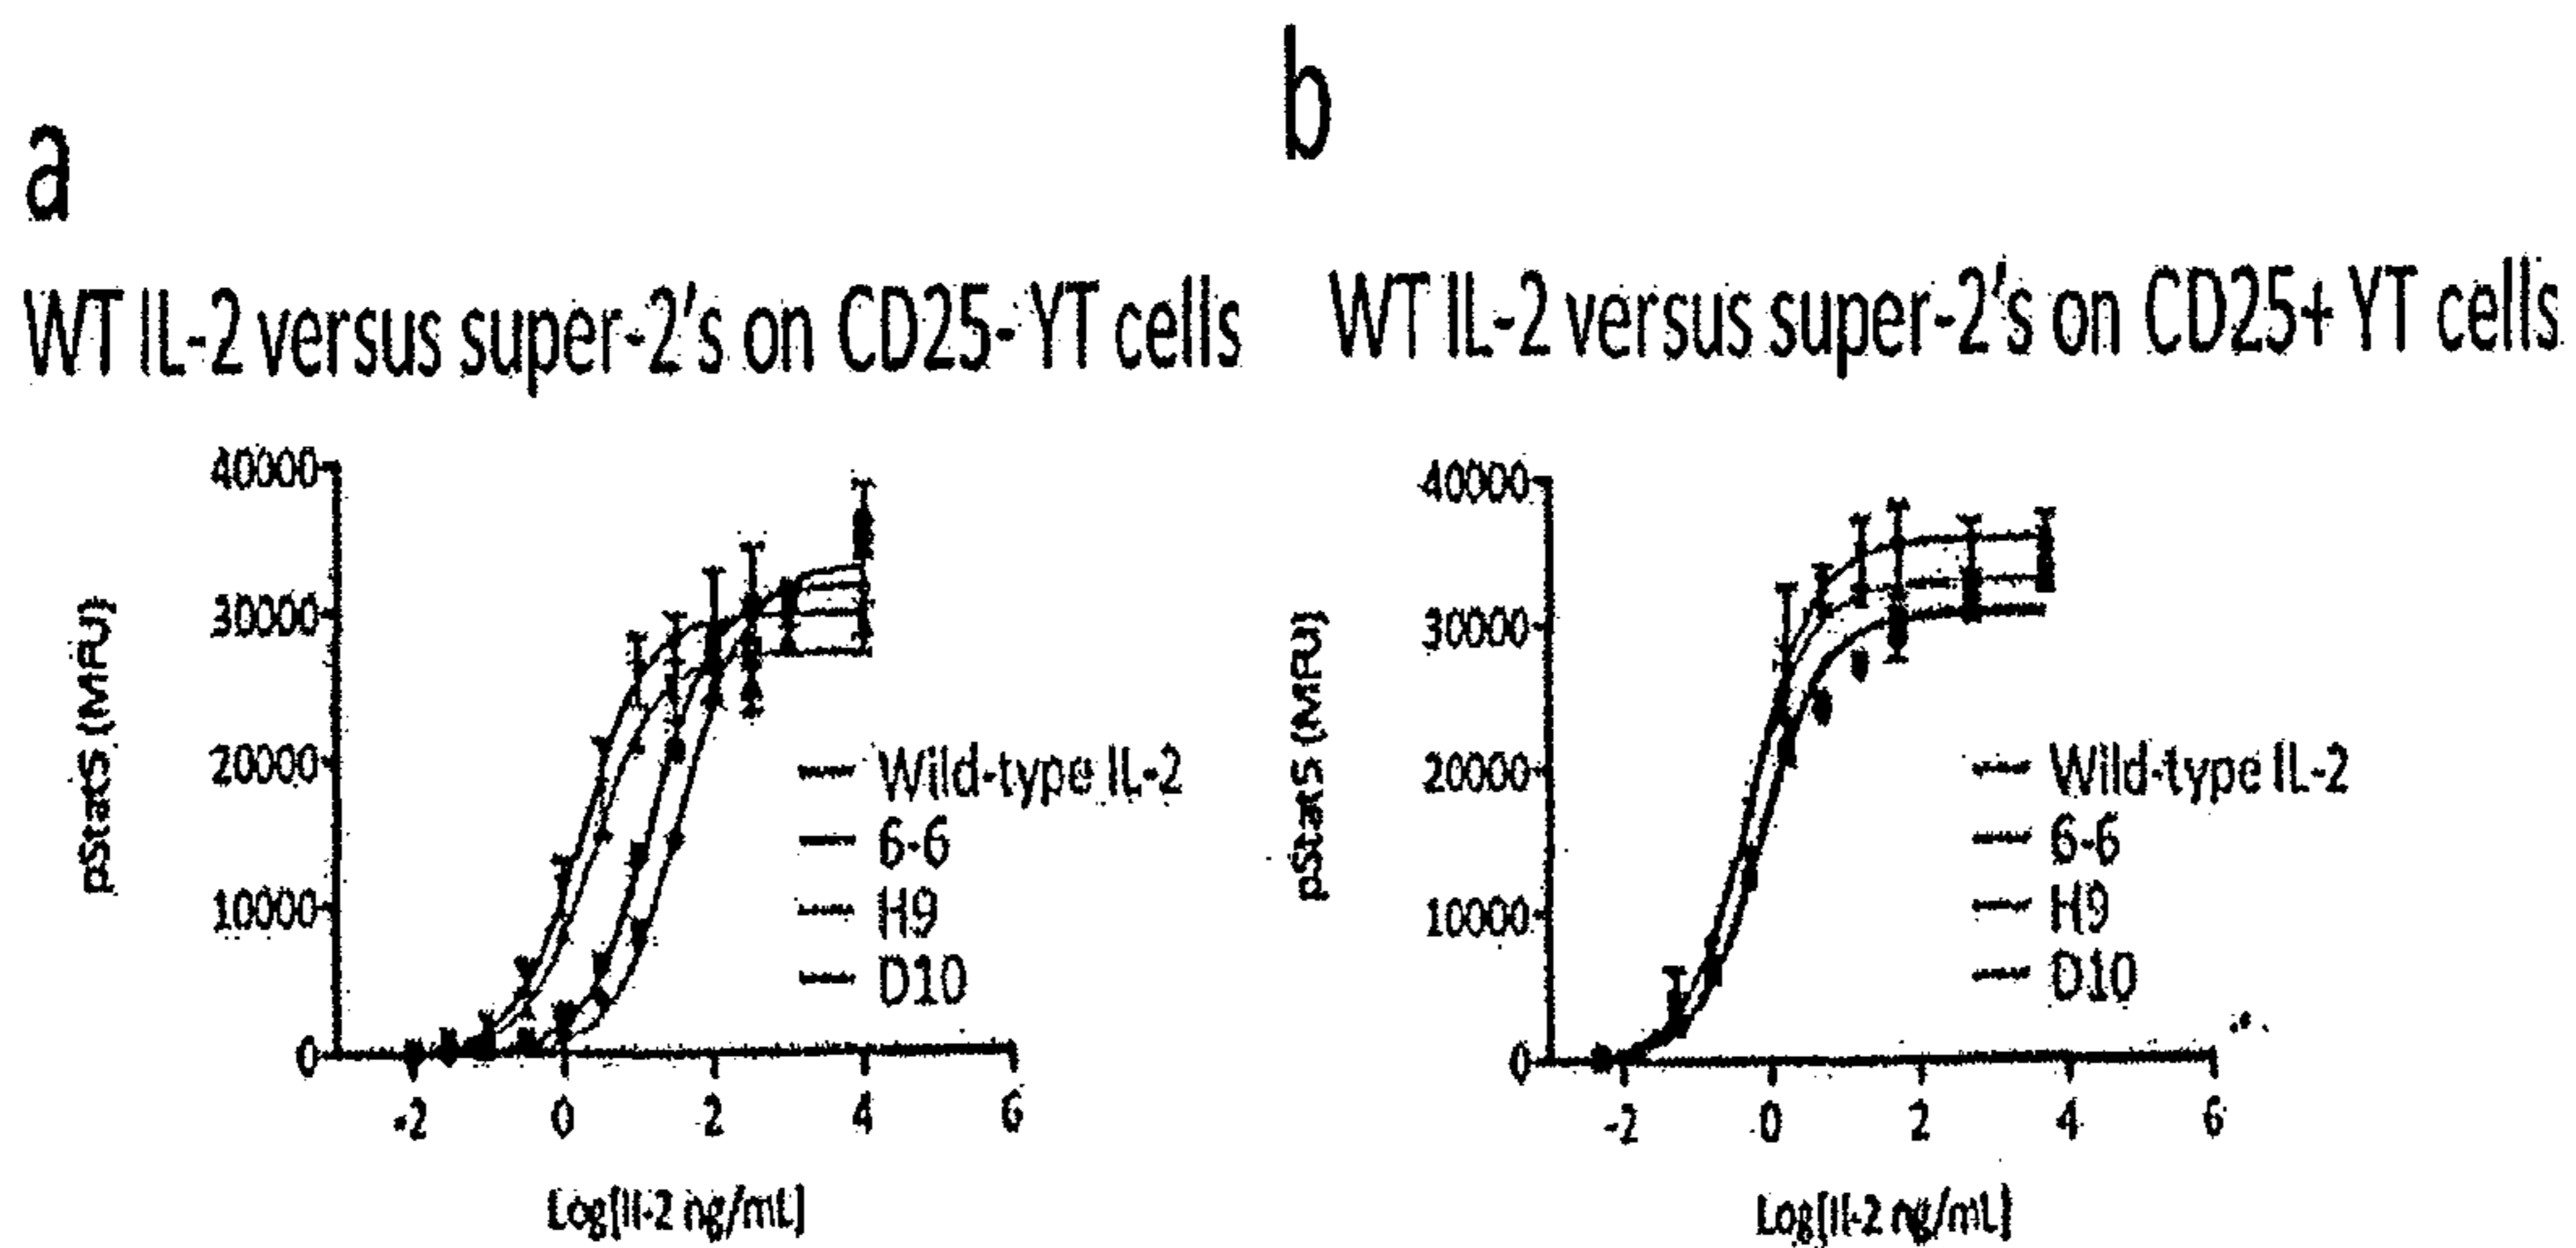 a
WT IL-2 versus super-2's on CD25- YT cells
40000
30000
20000
10000
0
-2
0
2
4
6
pStat5 (MFU)
Log[Il-2 ng/mL]
Wild-type IL-2
6-6
H9
D10
b
WT IL-2 versus super-2's on CD25+ YT cells
40000
30000
20000
10000
0
-2
0
2
4
6
pStat5 (MFU)
Log[Il-2 ng/mL]
Wild-type IL-2
6-6
H9
D10